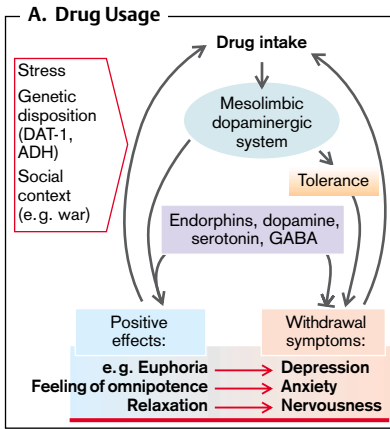 A. Drug Usage
Drug intake
Stress
Genetic
disposition
(DAT-1,
ADH)
Social
context
(e.g. war)
Mesolimbic
dopaminergic
system
Tolerance
Endorphins, dopamine,
serotonin, GABA
Positive
effects:
Withdrawal
symptoms:
e.g. Euphoria Depression
Feeling of omnipotence Anxiety
Relaxation Nervousness